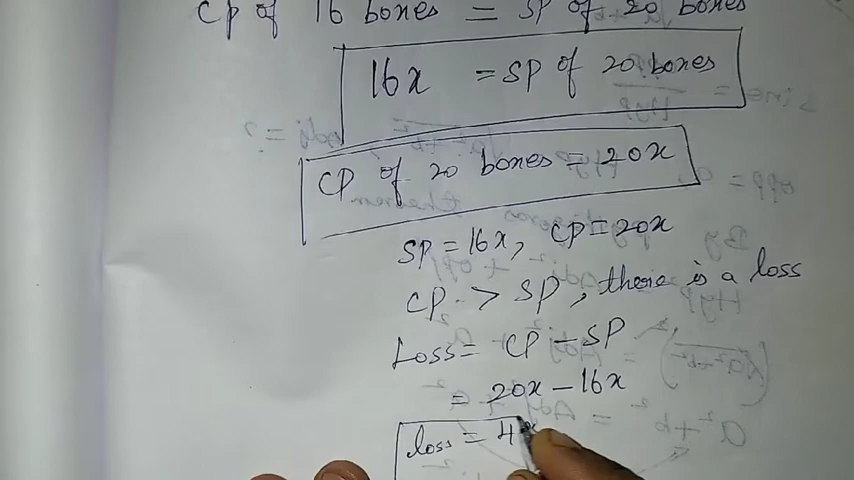 CP of 16 boxes = SP of 20 boxes
16x = SP of 20 boxes
CP of 20 boxes = 20x
SP = 16x, CP = 20x
CP > SP, there is a loss
Loss = CP - SP
= 20x - 16x
loss = 4x